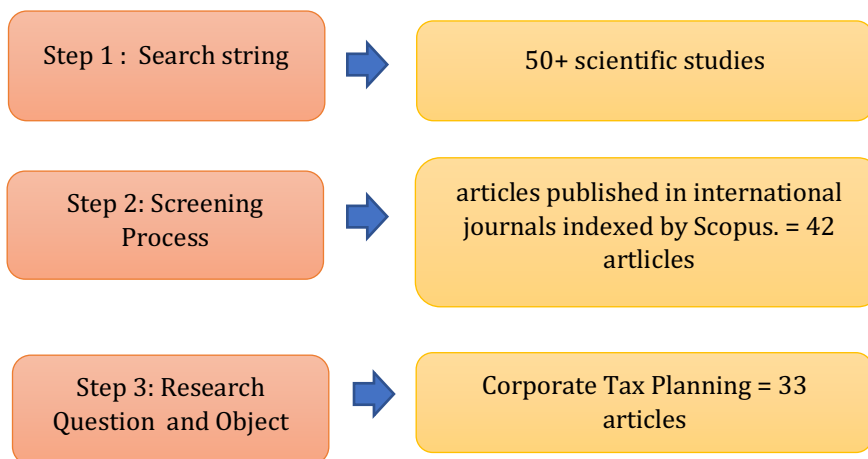 Step 1 : Search string
50+ scientific studies
Step 2: Screening
Process
articles published in international
journals indexed by Scopus. = 42
artlicles
Step 3: Research
Question and Object
Corporate Tax Planning = 33
articles